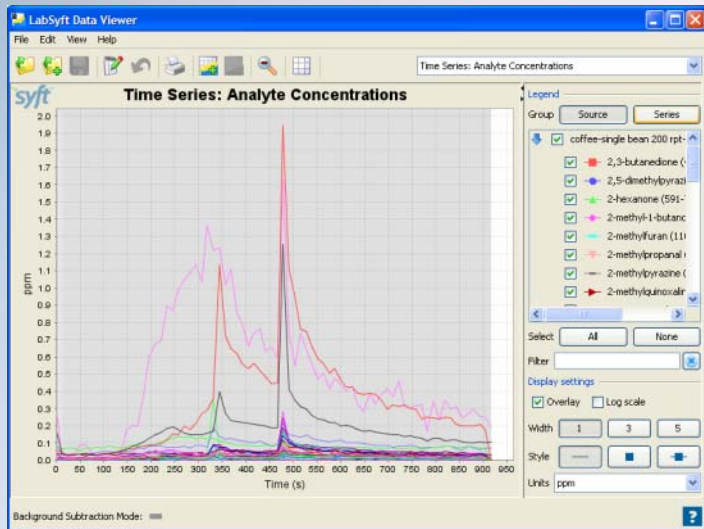 LabSyft Data Viewer
File Edit View Help
Time Series: Analyte Concentrations
syft
Time Series: Analyte Concentrations
2.0
1.9
1.8
1.7
1.6
1.5
1.4
1.3
1.2
1.1
1.0
0.9
0.8
0.7
0.6
0.5
0.4
0.3
0.2
0.1
0.0
ppm
0 50 100 150 200 250 300 350 400 450 500 550 600 650 700 750 800 850 900 950
Time (s)
Legend
Group Source Series
coffee-single bean 200 rpt-
2,3-butanedione (
2,5-dimethylpyrazi
2-hexanone (591-
2-methyl-1-butano
2-methylfuran (11
2-methylpropanal
2-methylpyrazine (
2-methylquinoxalin
Select All None
Filter
Display settings
Overlay Log scale
Width 1 3 5
Style
Units ppm
Background Subtraction Mode:
?